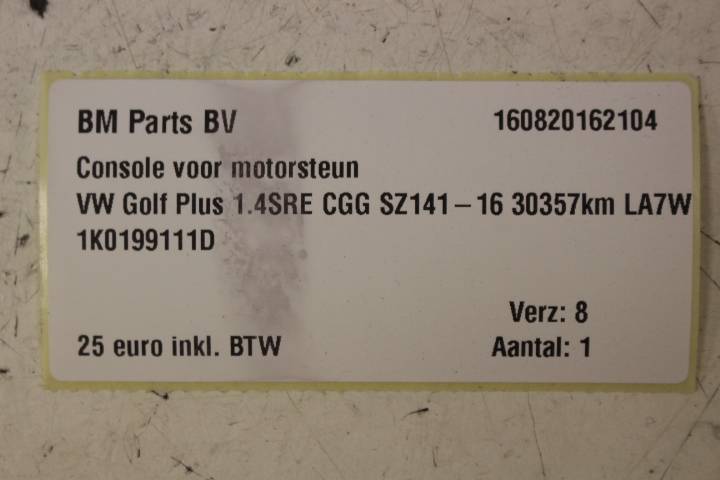 BM Parts BV 160820162104
Console voor motorsteun
VW Golf Plus 1.4SRE CGG SZ141-16 30357km LA7W
1K0199111D
Verz: 8
25 euro inkl. BTW Aantal: 1